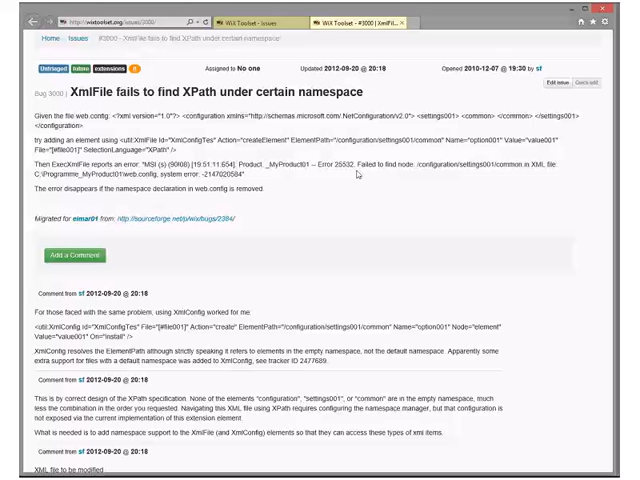 http://wixtoolset.org/issues/3000/
WiX Toolset - Issues
WiX Toolset - #3000 | XmlFil...
Home Issues #3000 - XmlFile fails to find XPath under certain namespace
Untriaged extensions
Assigned to No one
Updated 2012-09-20 @ 20:18
Opened 2010-12-07 @ 19:30 by sf
Bug 3000 | XmlFile fails to find XPath under certain namespace
Edit issue Quick edit
Given the file web.config: <?xml version="1.0"?> <configuration xmlns="http://schemas.microsoft.com/.NetConfiguration/v2.0"> <settings001> <common/> </common> </settings001>
</configuration>
try adding an element using <util:XmlFile Id="XmlConfigTes" Action="createElement" ElementPath="/configuration/settings001/common" Name="option001" Value="value001"
File="[#file001]" SelectionLanguage="XPath" />
Then ExecXmlFile reports an error: "MSI (s) (90!08) [19:51:11:654]: Product: _MyProduct01 -- Error 25532. Failed to find node: /configuration/settings001/common in XML file:
C:\Programme_MyProduct01\web.config, system error: -2147020584"
The error disappears if the namespace declaration in web.config is removed.
Migrated for elmar01 from: http://sourceforge.net/p/wix/bugs/2384/
Add a Comment
Comment from sf 2012-09-20 @ 20:18
For those faced with the same problem, using XmlConfig worked for me:
<util:XmlConfig Id="XmlConfigTes" File="[#file001]" Action="create" ElementPath="/configuration/settings001/common" Name="option001" Node="element"
Value="value001" On="install" />
XmlConfig resolves the ElementPath although strictly speaking it refers to elements in the empty namespace, not the default namespace. Apparently some
extra support for files with a default namespace was added to XmlConfig, see tracker ID 2477689.
Comment from sf 2012-09-20 @ 20:18
This is by correct design of the XPath specification. None of the elements "configuration", "settings001", or "common" are in the empty namespace, much
less the combination in the order you requested. Navigating this XML file using XPath requires configuring the namespace manager, but that configuration is
not exposed via the current implementation of this extension element.
What is needed is to add namespace support to the XmlFile (and XmlConfig) elements so that they can access these types of xml items.
Comment from sf 2012-09-20 @ 20:18
XML file to be modified